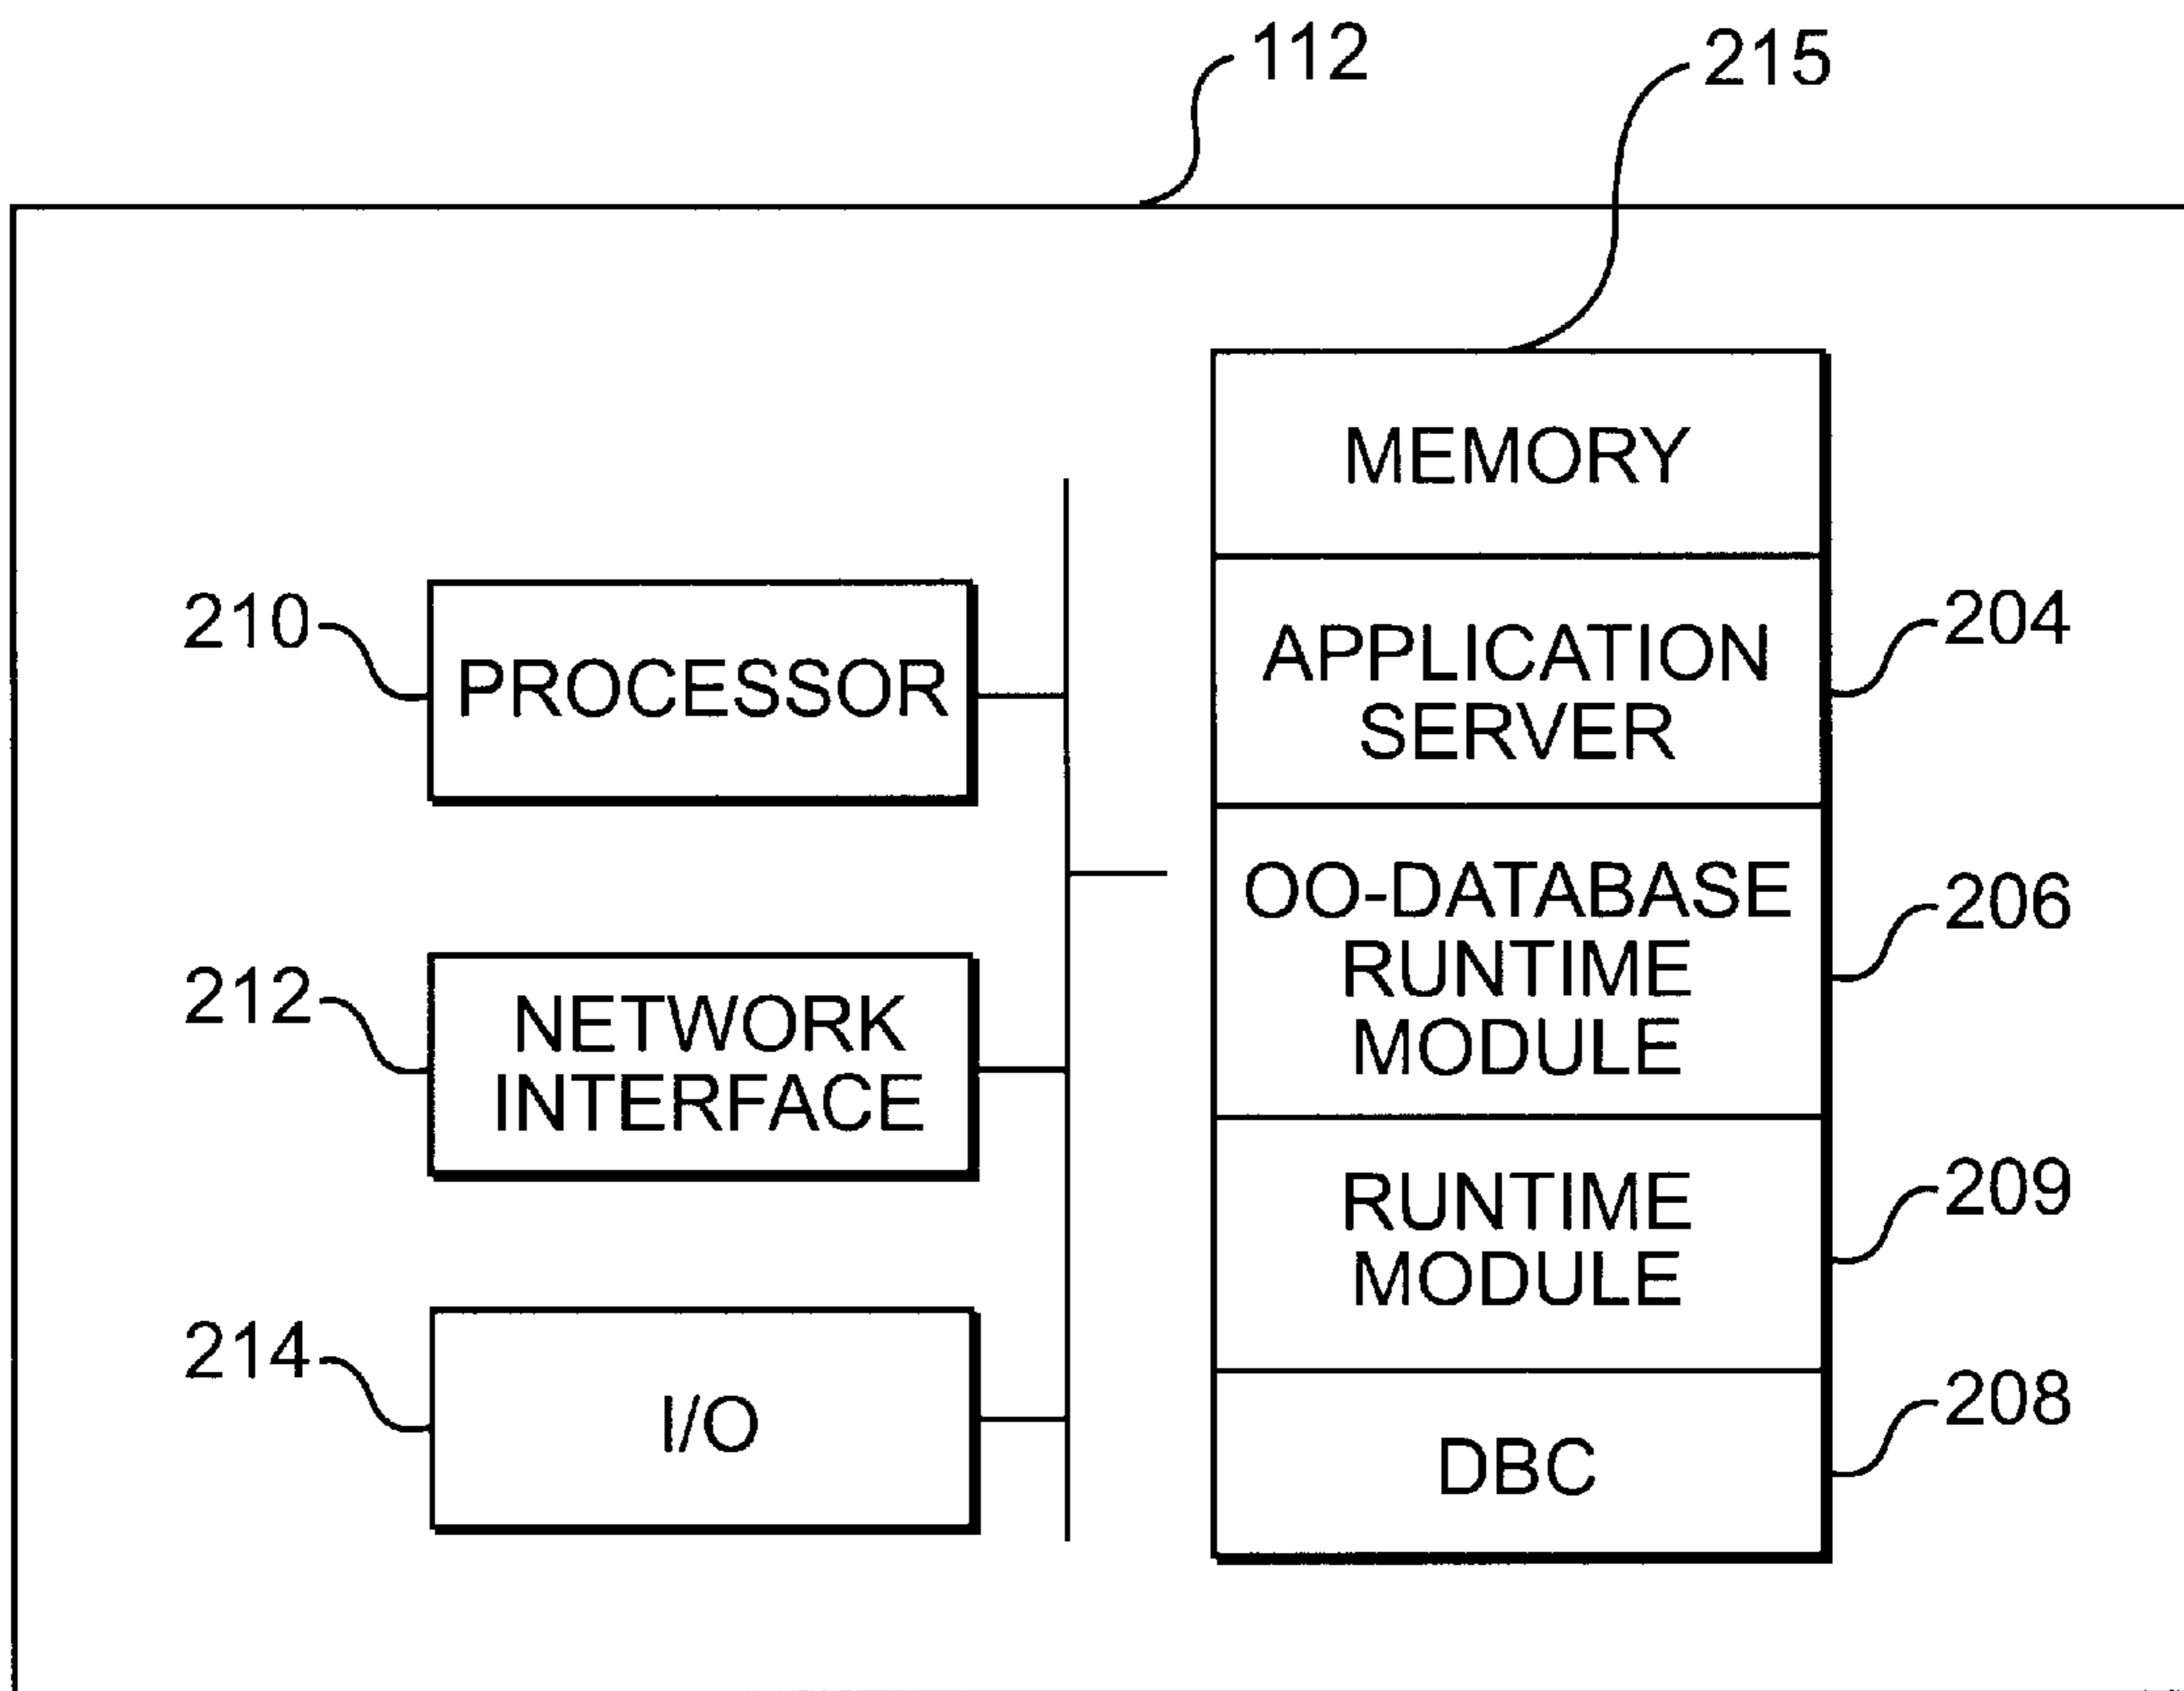 112
215
MEMORY
210
PROCESSOR
APPLICATION
SERVER
204
OO-DATABASE
RUNTIME
MODULE
206
212
NETWORK
INTERFACE
RUNTIME
MODULE
209
214
I/O
DBC
208